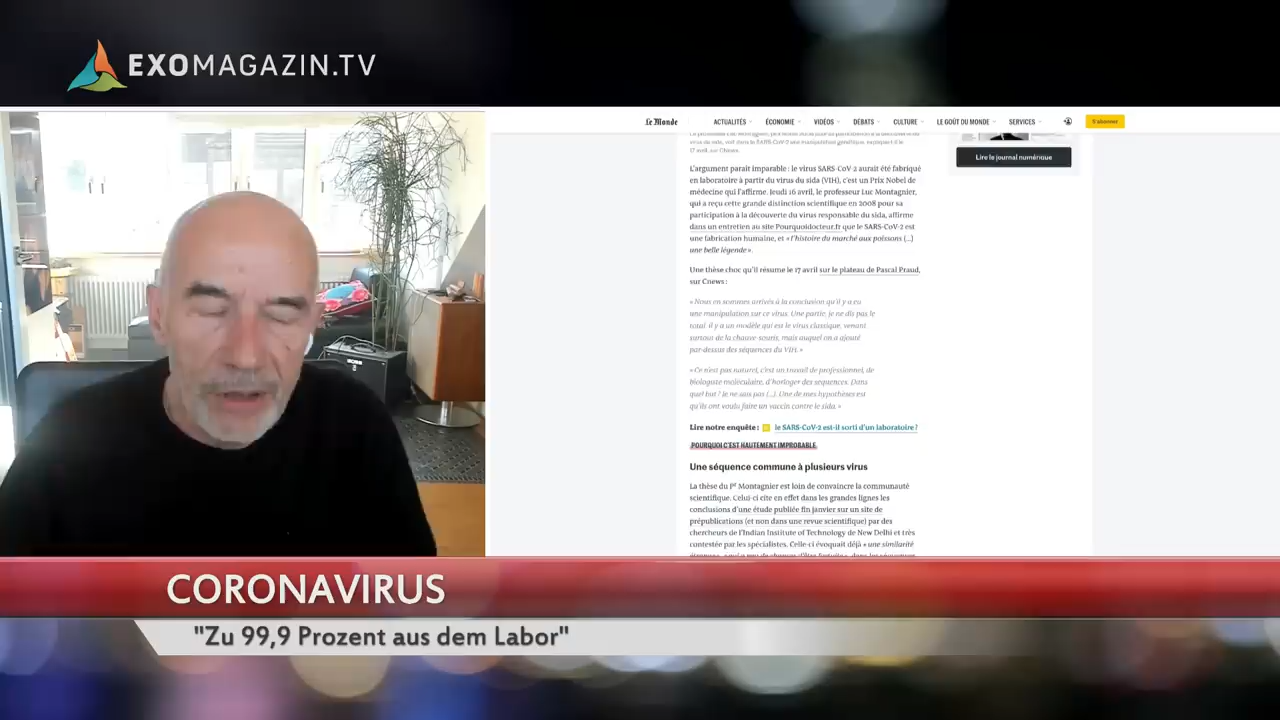 EXOMAGAZIN.TV
Le Monde
ACTUALITÉS
ÉCONOMIE
VIDÉOS
DÉBATS
CULTURE
LE GOÛT DU MONDE
SERVICES
S'abonner
17 avril, sur Cnews.
Lire le journal numérique
L'argument paraît imparable : le virus SARS-CoV-2 aurait été fabriqué
en laboratoire à partir du virus du sida (VIH), c'est un Prix Nobel de
médecine qui l'affirme. Jeudi 16 avril, le professeur Luc Montagnier,
qui a reçu cette grande distinction scientifique en 2008 pour sa
participation à la découverte du virus responsable du sida, affirme
dans un entretien au site Pourquoidocteur.fr que le SARS-CoV-2 est
une fabrication humaine, et « l'histoire du marché aux poissons (…)
une belle légende ».
Une thèse choc qu'il résume le 17 avril sur le plateau de Pascal Praud,
sur Cnews :
« Nous en sommes arrivés à la conclusion qu'il y a eu
une manipulation sur ce virus. Une partie, je ne dis pas le
total. il y a un modèle qui est le virus classique, venant
surtout de la chauve-souris, mais auquel on a ajouté
par-dessus des séquences du VIH. »
« Ce n'est pas naturel, c'est un travail de professionnel, de
biologiste moléculaire, d'horloger des séquences. Dans
quel but ? Je ne sais pas (…). Une de mes hypothèses est
qu'ils ont voulu faire un vaccin contre le sida. »
Lire notre enquête : le SARS-CoV-2 est-il sorti d'un laboratoire ?
POURQUOI C'EST HAUTEMENT IMPROBABLE
Une séquence commune à plusieurs virus
La thèse du Pr Montagnier est loin de convaincre la communauté
scientifique. Celui-ci cite en effet dans les grandes lignes les
conclusions d'une étude publiée fin janvier sur un site de
prépublications (et non dans une revue scientifique) par des
chercheurs de l'Indian Institute of Technology de New Delhi et très
contestée par les spécialistes. Celle-ci évoquait déjà « une similarité
CORONAVIRUS
"Zu 99,9 Prozent aus dem Labor"